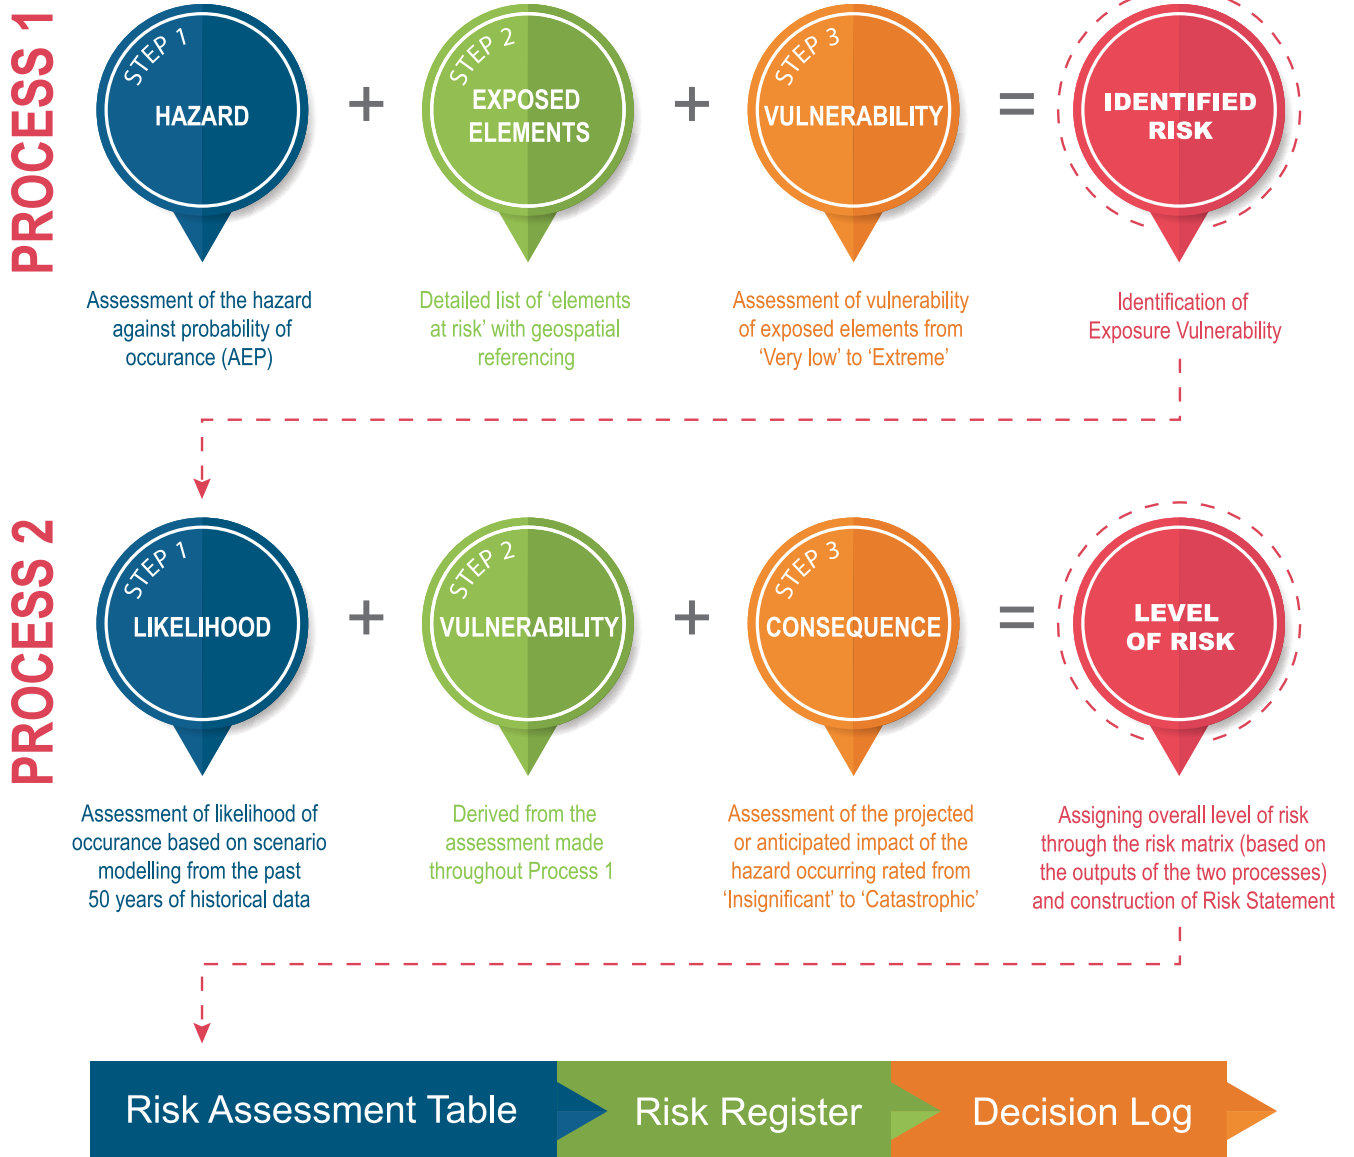 PROCESS 1
STEP 1
HAZARD
+
STEP 2
EXPOSED
ELEMENTS
+
STEP 3
VULNERABILITY
=
IDENTIFIED
RISK
Assessment of the hazard
against probability of
occurance (AEP)
Detailed list of ‘elements
at risk’ with geospatial
referencing
Assessment of vulnerability
of exposed elements from
‘Very low’ to ‘Extreme’
Identification of
Exposure Vulnerability
PROCESS 2
STEP 1
LIKELIHOOD
+
STEP 2
VULNERABILITY
+
STEP 3
CONSEQUENCE
=
LEVEL
OF RISK
Assessment of likelihood of
occurance based on scenario
modelling from the past
50 years of historical data
Derived from the
assessment made
throughout Process 1
Assessment of the projected
or anticipated impact of the
hazard occurring rated from
‘Insignificant’ to ‘Catastrophic’
Assigning overall level of risk
through the risk matrix (based on
the outputs of the two processes)
and construction of Risk Statement
Risk Assessment Table
Risk Register
Decision Log